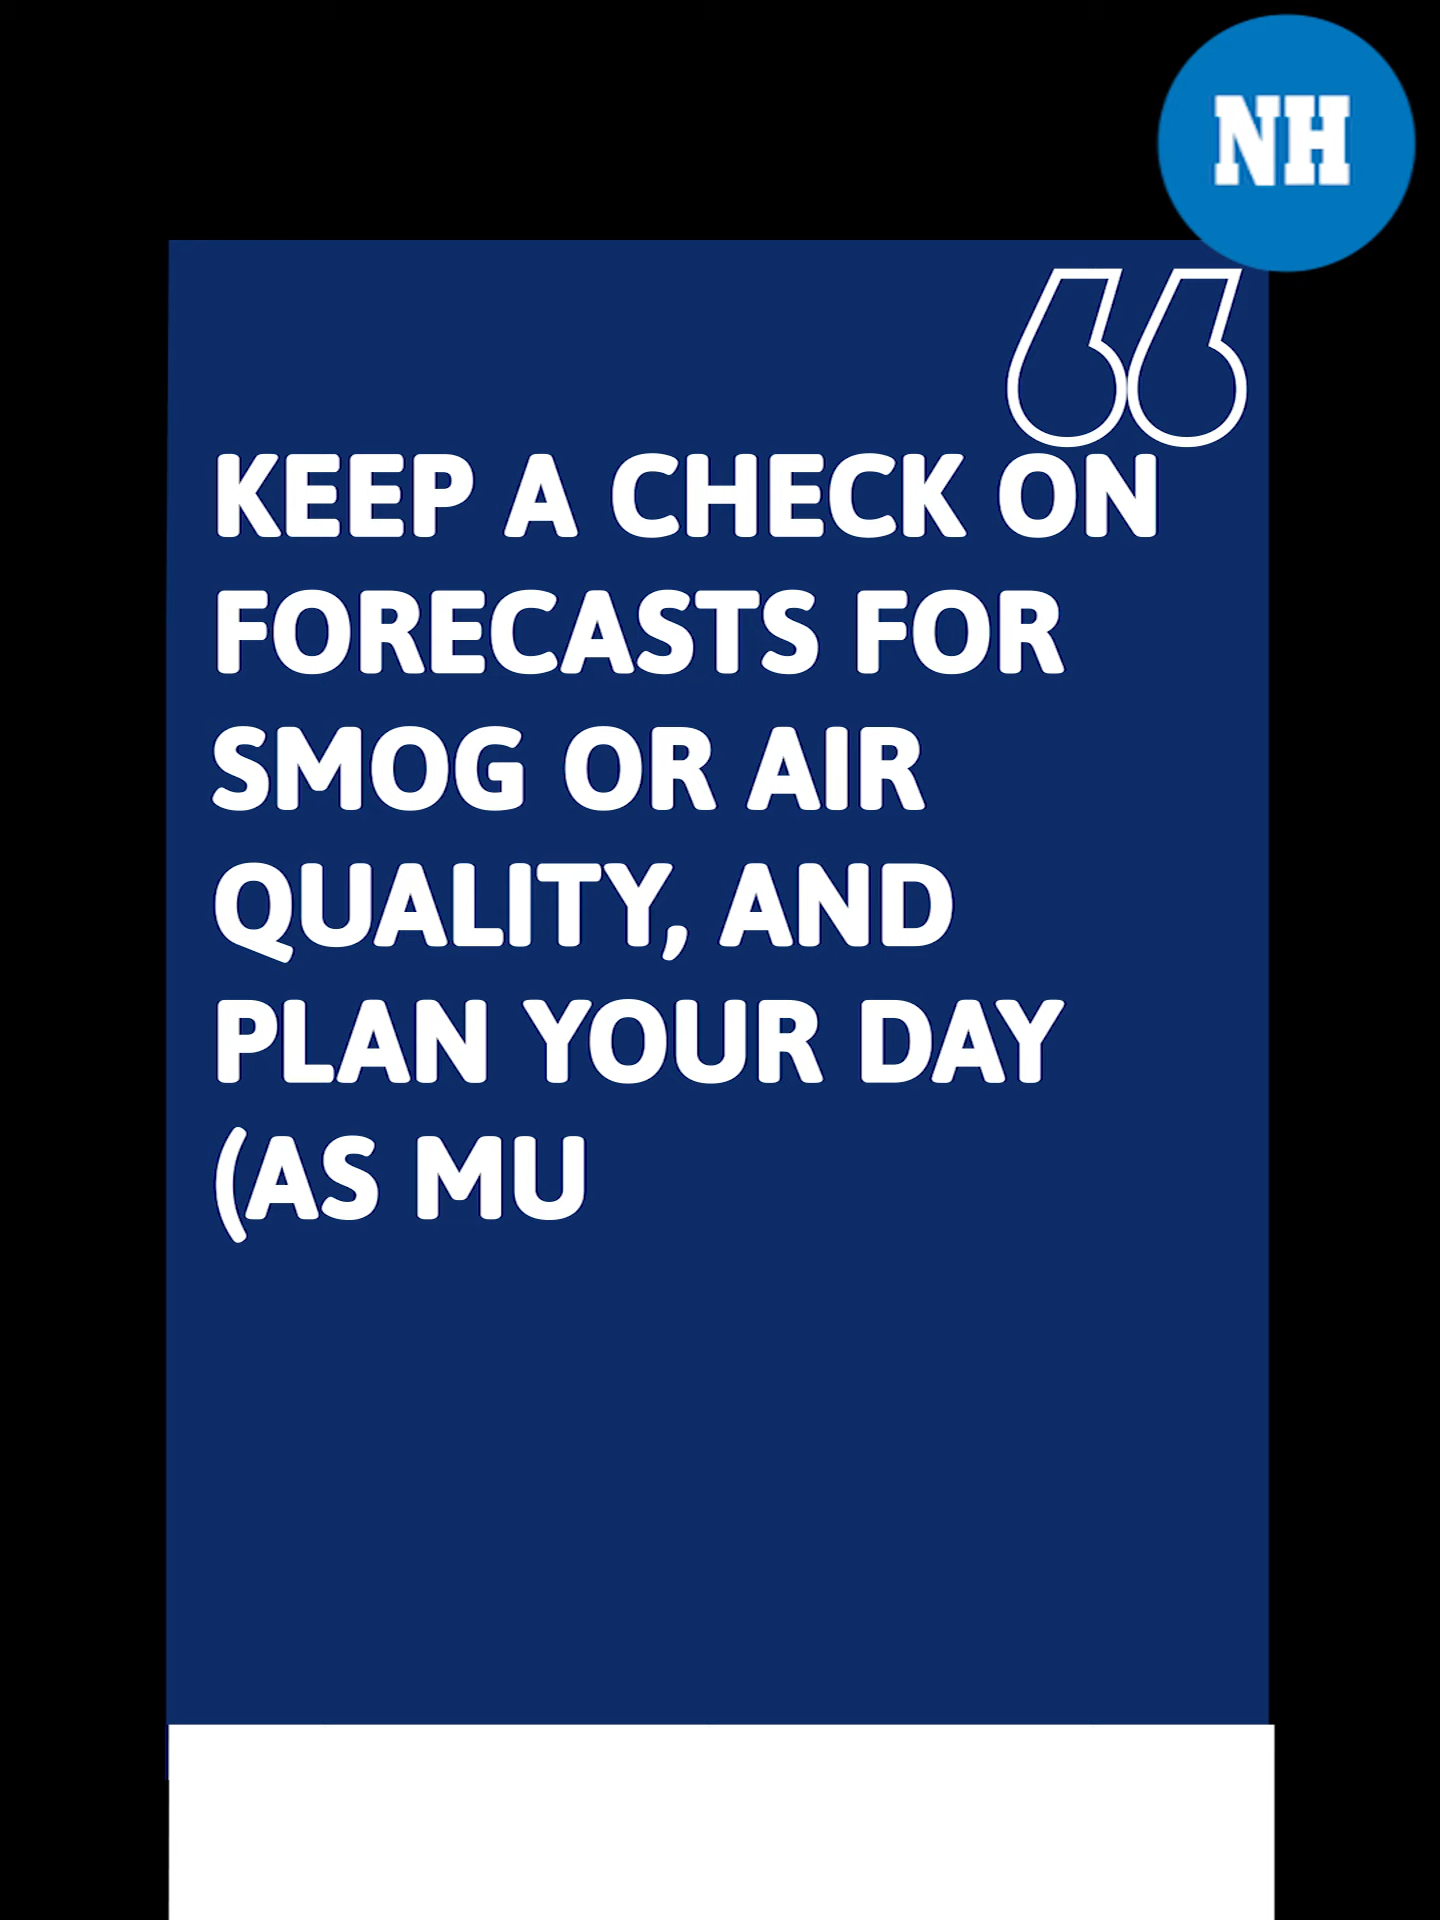 NH
KEEP A CHECK ON
FORECASTS FOR
SMOG OR AIR
QUALITY, AND
PLAN YOUR DAY
(AS MU